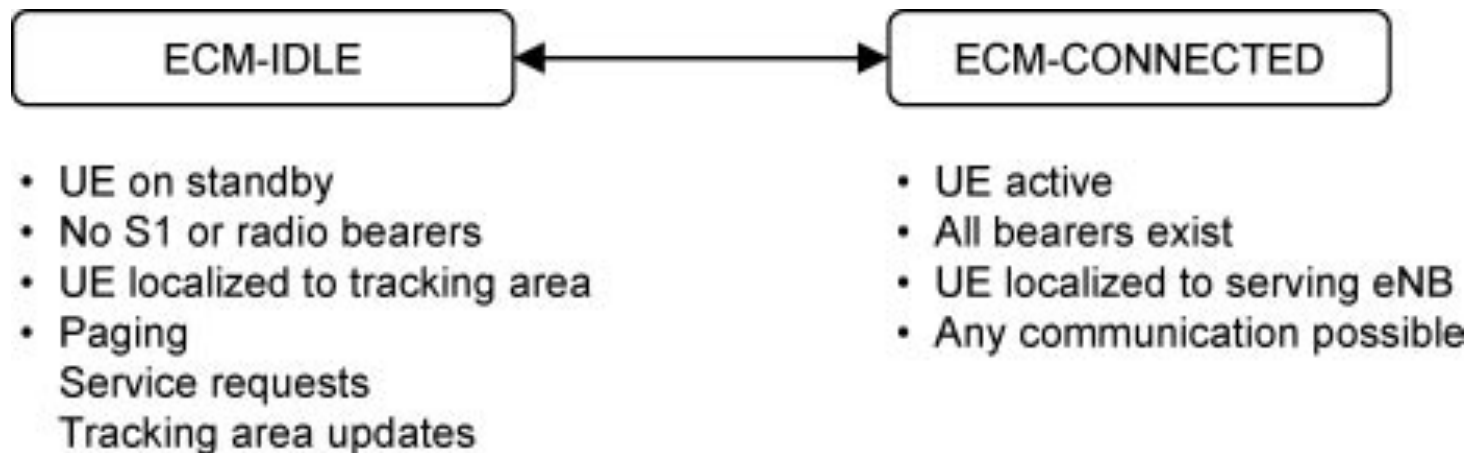 ECM-IDLE
ECM-CONNECTED
• UE on standby
• No S1 or radio bearers
• UE localized to tracking area
• Paging
Service requests
Tracking area updates
• UE active
• All bearers exist
• UE localized to serving eNB
• Any communication possible